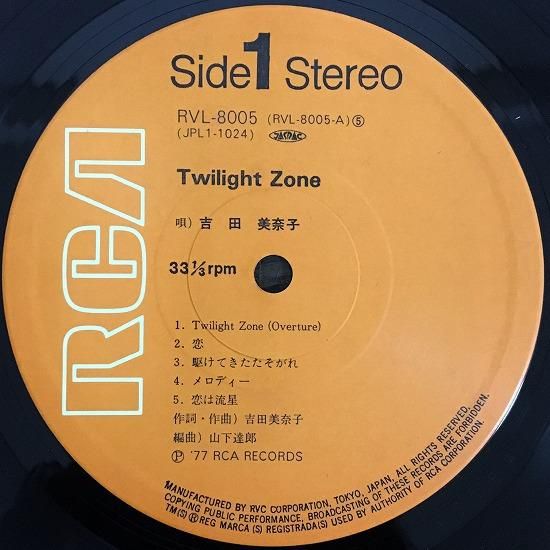 Side 1 Stereo
RVL-8005 (RVL-8005-A)⑤
(JPL1-1024) JASRAC
Twilight Zone
唄) 吉田 美奈子
33 1/3 rpm
RCA
1. Twilight Zone (Overture)
2. 恋
3. 駆けてきたたそがれ
4. メロディー
5. 恋は流星
作詞・作曲) 吉田美奈子
編曲) 山下達郎
Ⓟ '77 RCA RECORDS
MANUFACTURED BY RVC CORPORATION, TOKYO, JAPAN, ALL RIGHTS RESERVED,
COPYING PUBLIC PERFORMANCE, BROADCASTING OF THESE RECORDS ARE FORBIDDEN.
TM(S) ® REG MARCA (S) REGISTRADA(S) USED BY AUTHORITY OF RCA CORPORATION.